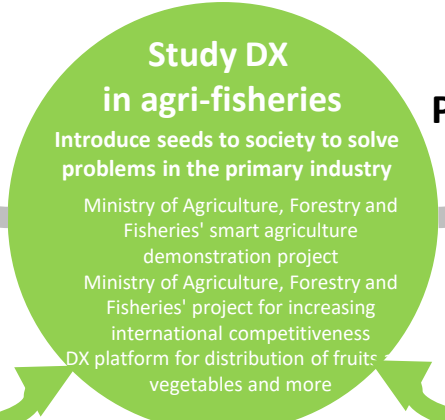 Study DX
in agri-fisheries
P
Introduce seeds to society to solve
problems in the primary industry
Ministry of Agriculture, Forestry and
Fisheries' smart agriculture
demonstration project
Ministry of Agriculture, Forestry and
Fisheries' project for increasing
international competitiveness
DX platform for distribution of fruits
vegetables and more